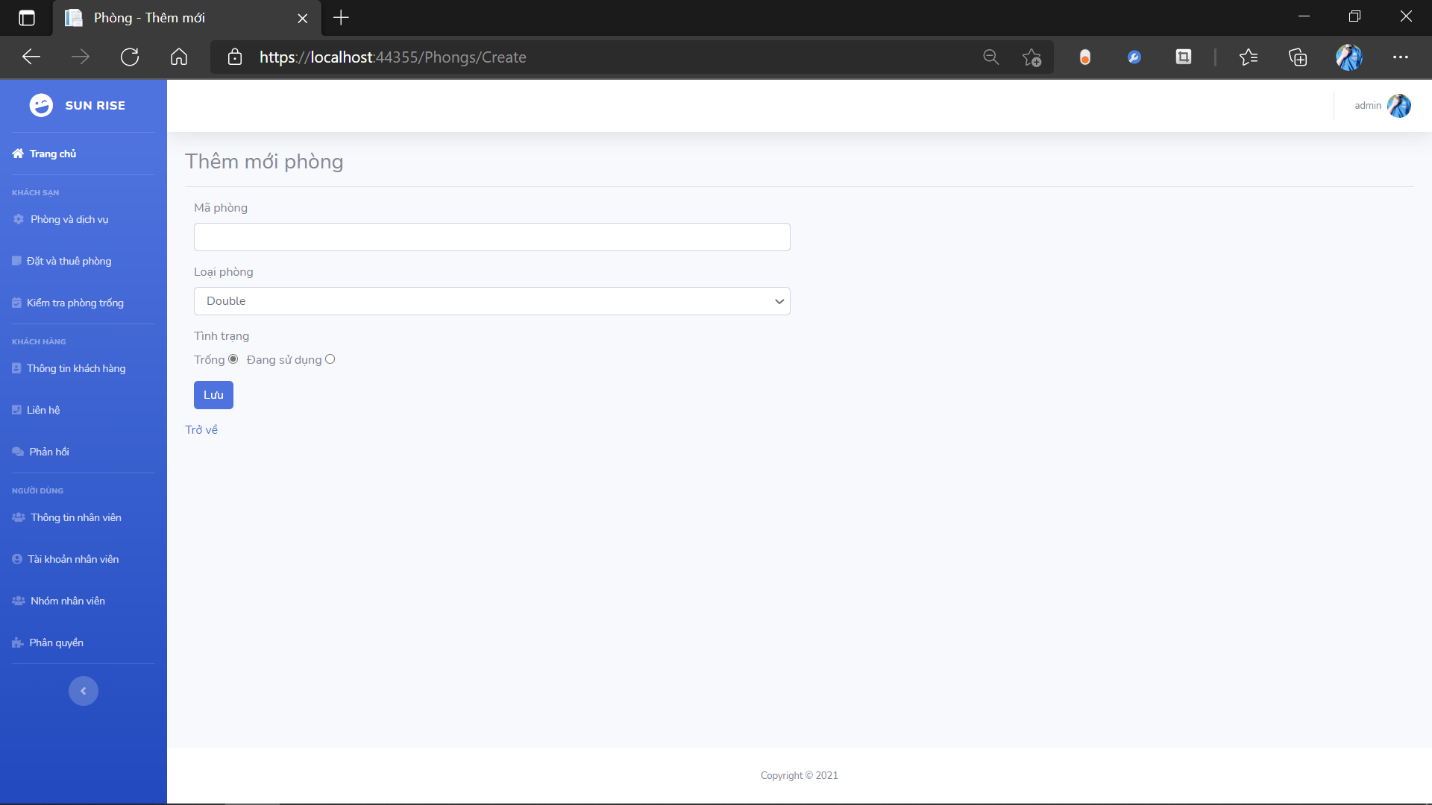 Phòng - Thêm mới
https://localhost:44355/Phongs/Create
SUN RISE
admin
Trang chủ
KHÁCH SẠN
Phòng và dịch vụ
Đặt và thuê phòng
Kiểm tra phòng trống
KHÁCH HÀNG
Thông tin khách hàng
Liên hệ
Phản hồi
NGƯỜI DÙNG
Thông tin nhân viên
Tài khoản nhân viên
Nhóm nhân viên
Phân quyền
Thêm mới phòng
Mã phòng
Loại phòng
Double
Tình trạng
Trống Đang sử dụng
Lưu
Trở về
Copyright © 2021